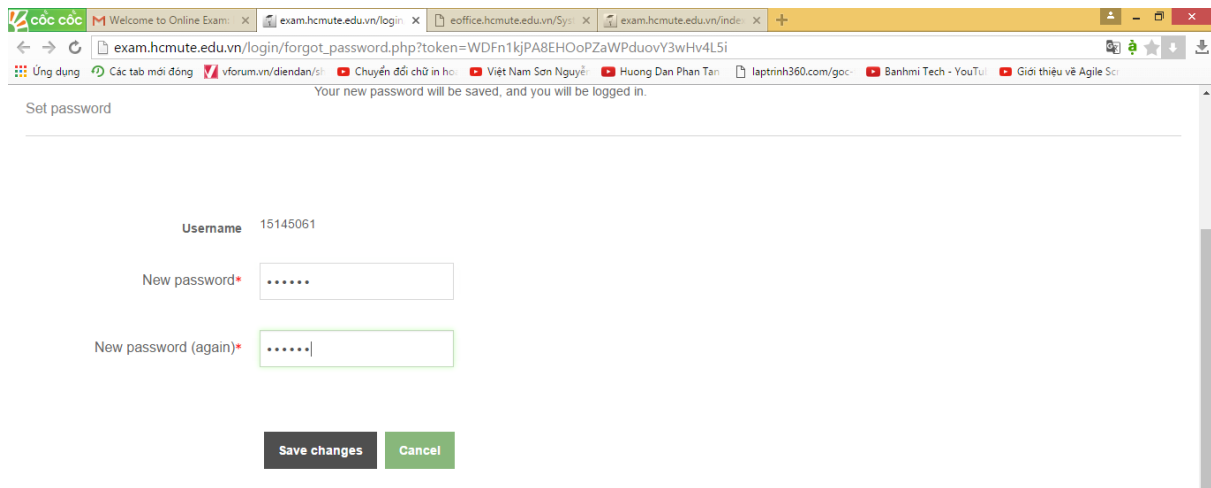 cốc cốc Welcome to Online Exam: exam.hcmute.edu.vn/login eoffice.hcmute.edu.vn/Syst exam.hcmute.edu.vn/index
exam.hcmute.edu.vn/login/forgot_password.php?token=WDFn1kjPA8EHOoPZaWPduovY3wHv4L5i
Ứng dụng Các tab mới đóng vforum.vn/diendan/sh Chuyển đổi chữ in ho Việt Nam Sơn Nguyễn Huong Dan Phan Tan laptrinh360.com/goc- Banhmi Tech - YouTu Giới thiệu về Agile Scr
Your new password will be saved, and you will be logged in.
Set password
Username 15145061
New password* ••••••
New password (again)* ••••••
Save changes Cancel